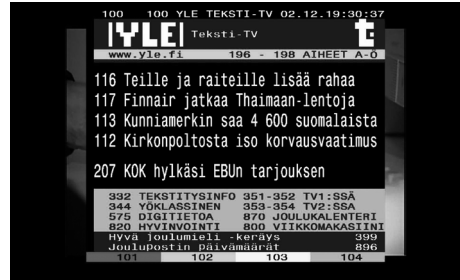 100 100 YLE TEKSTI-TV 02.12.19:30:37
YLE Teksti-TV t:
www.yle.fi 196 - 198 AIHEET A-Ö
116 Teille ja raiteille lisää rahaa
117 Finnair jatkaa Thaimaan-lentoja
113 Kunniamerkin saa 4 600 suomalaista
112 Kirkonpoltosta iso korvausvaatimus
207 KOK hylkäsi EBUn tarjouksen
332 TEKSTITYSINFO 351-352 TV1:SSÄ
344 YÖKLASSINEN 353-354 TV2:SSA
575 DIGITIETOA 870 JOULUKALENTERI
820 HYVINVOINTI 800 VIIKKOMAKASIINI
Hyvä joulumieli -keräys 399
Joulupostin päivämäärät 896
101 102 103 104